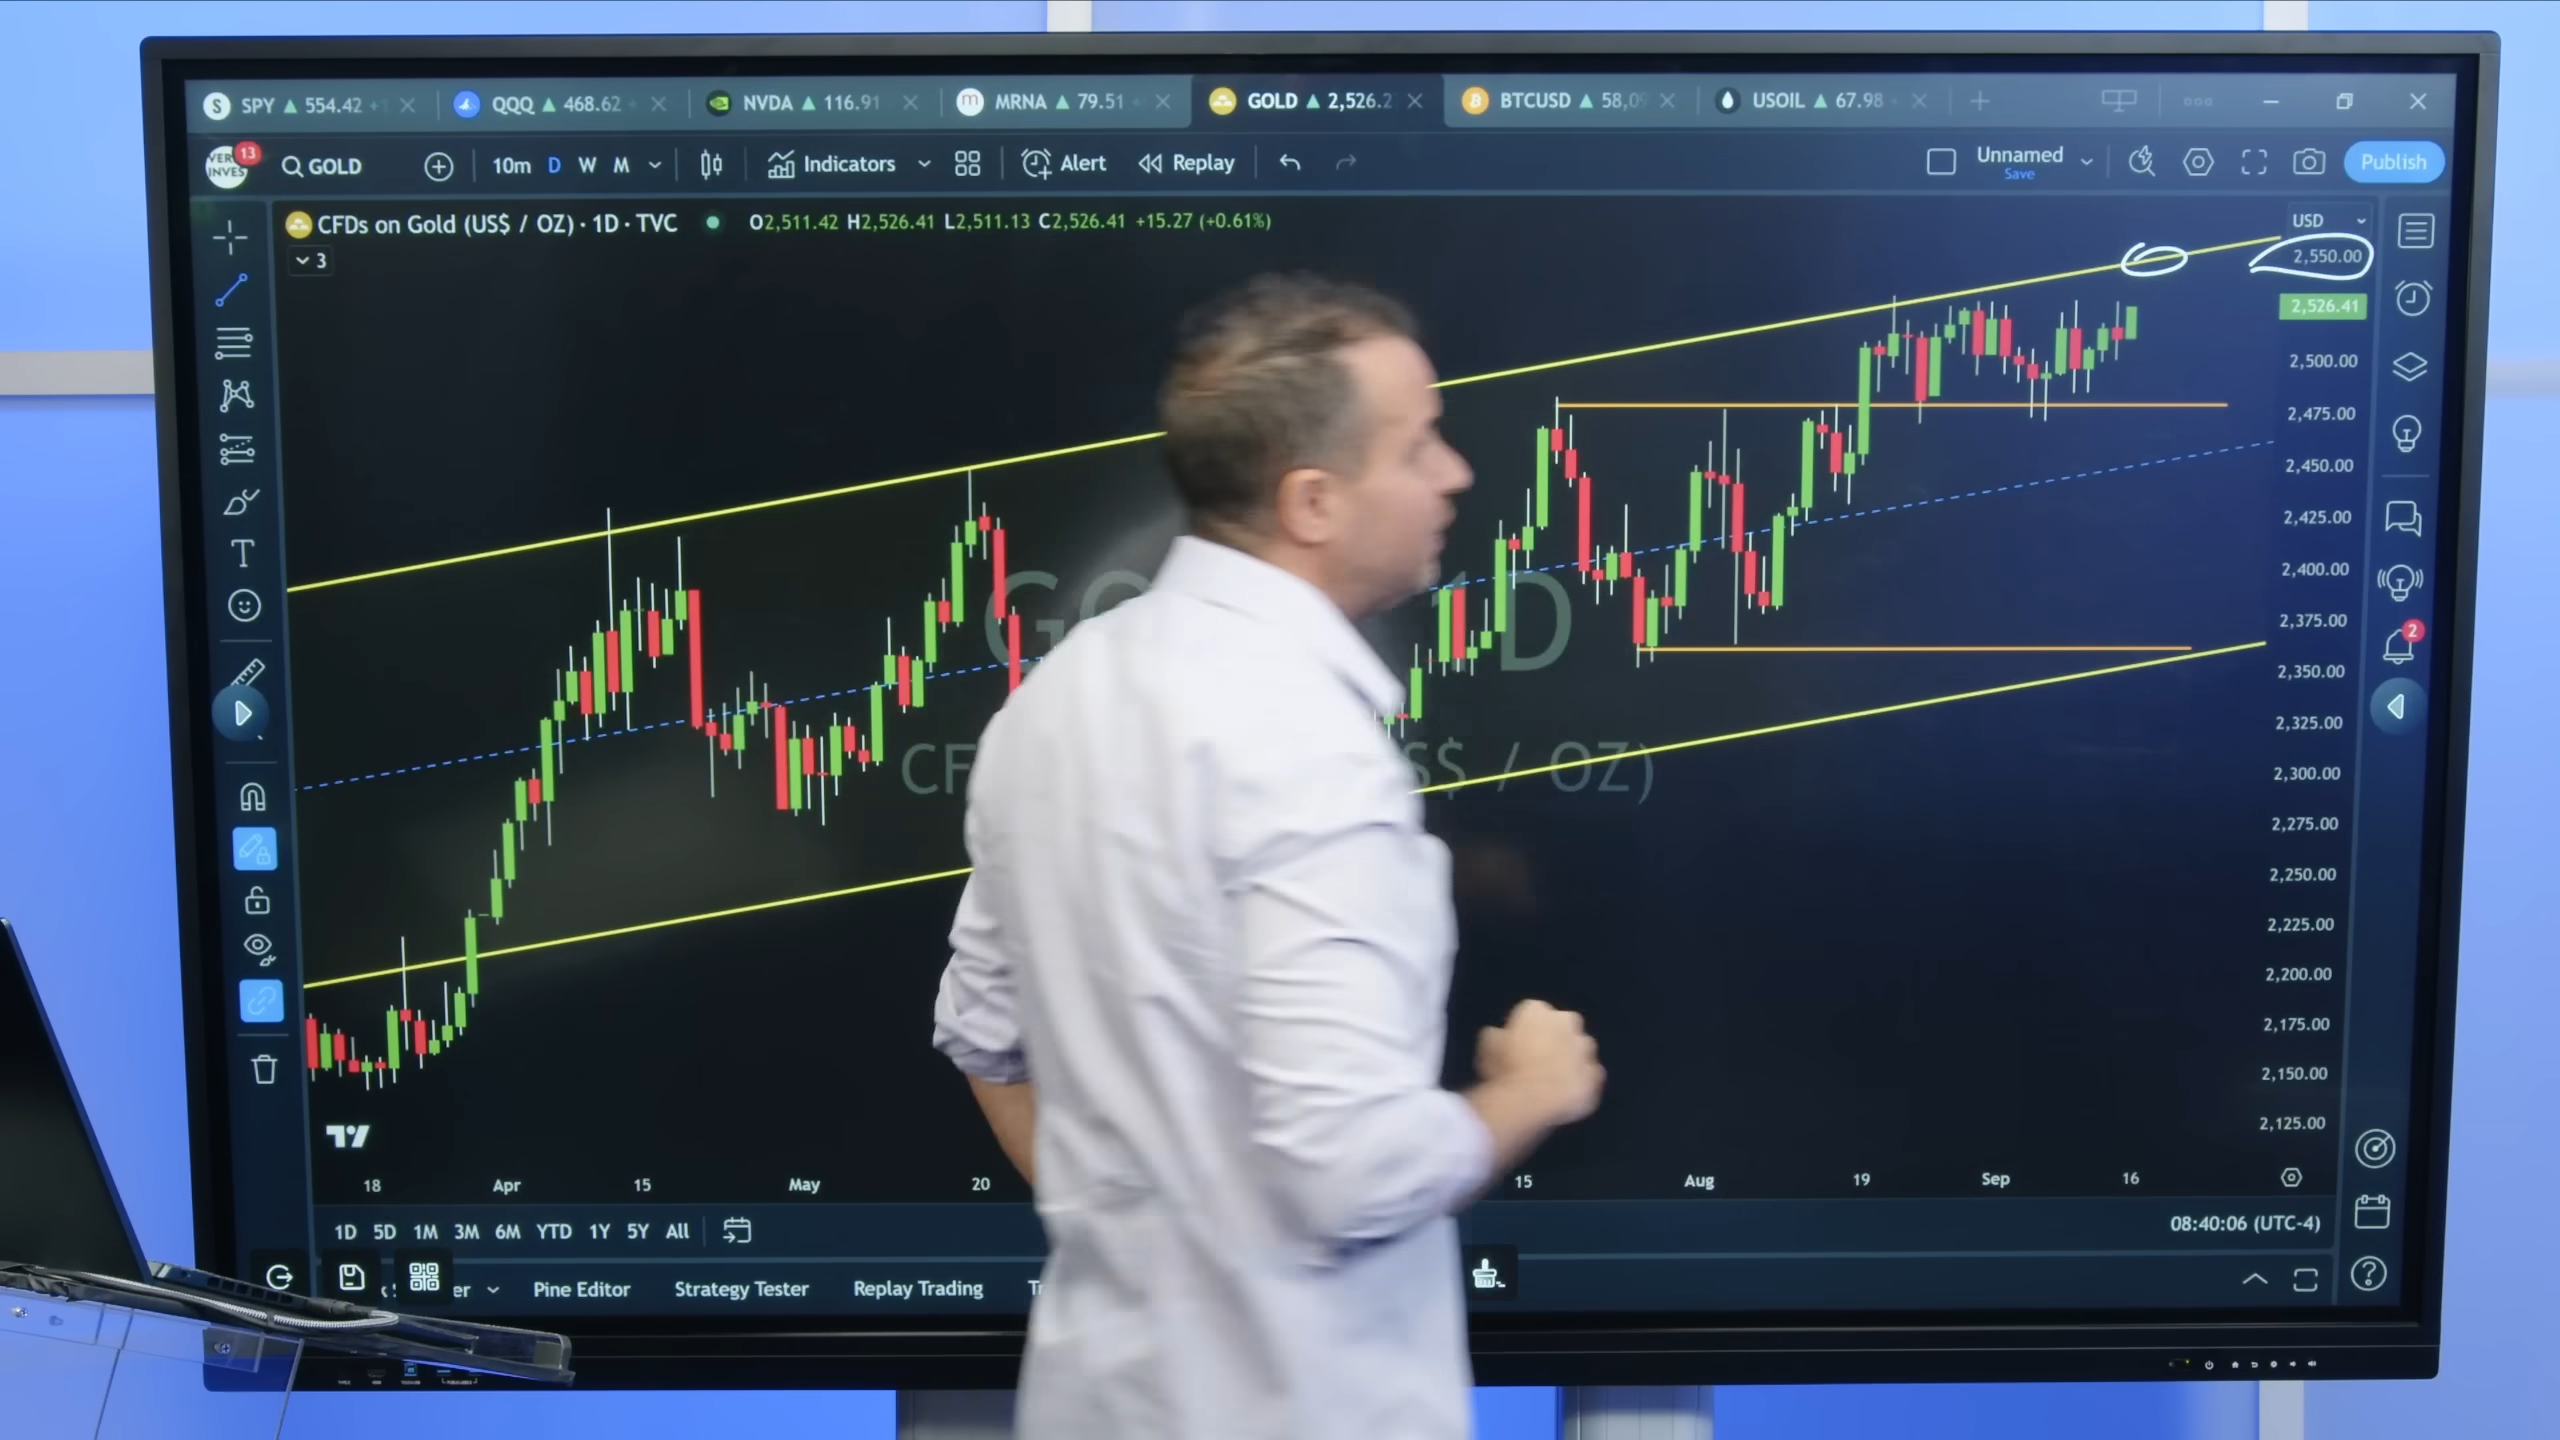 SPY ▲ 554.42 QQQ ▲ 468.62 NVDA ▲ 116.91 m MRNA ▲ 79.51 GOLD ▲ 2,526.2 BTCUSD ▲ 58,0 USOIL ▲ 67.98
13
GOLD 10m D W M Indicators Alert Replay Unnamed Publish
Save
CFDs on Gold (US$ / OZ) · 1D · TVC O2,511.42 H2,526.41 L2,511.13 C2,526.41 +15.27 (+0.61%)
3
USD
2,550.00
2,526.41
2,500.00
2,475.00
2,450.00
2,425.00
2,400.00
2,375.00
2,350.00
2,325.00
2,300.00
2,275.00
2,250.00
2,225.00
2,200.00
2,175.00
2,150.00
2,125.00
2
1D
US$ / OZ)
18 Apr 15 May 20 15 Aug 19 Sep 16
1D 5D 1M 3M 6M YTD 1Y 5Y All
08:40:06 (UTC-4)
Pine Editor Strategy Tester Replay Trading